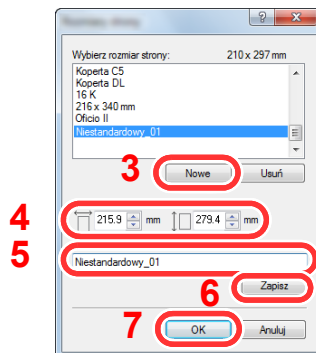 Wybierz rozmiar strony: 210 x 297 mm
Koperta C5
Koperta DL
16 K
216 x 340 mm
Oficio II
Niestandardowy_01
3 Nowe Usuń
4 215.9 mm 279.4 mm
5
Niestandardowy_01
6 Zapisz
7 OK Anuluj